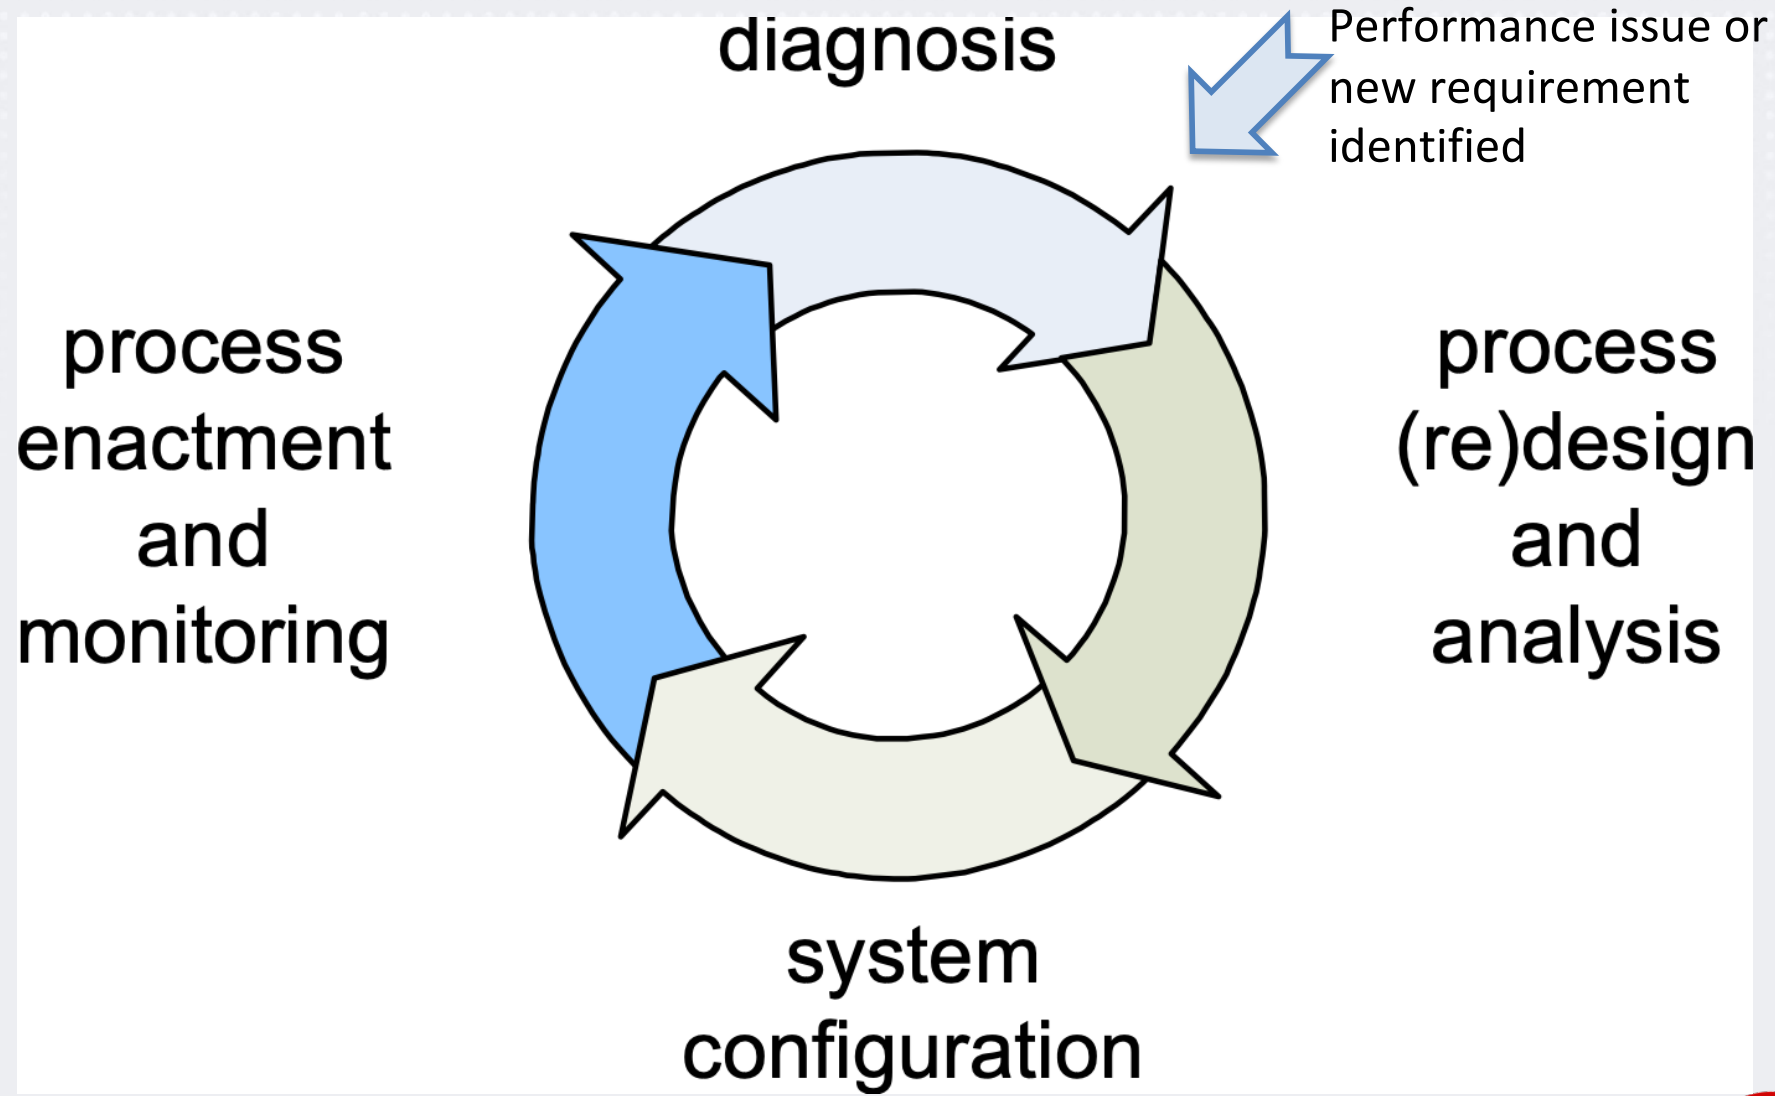 diagnosis
Performance issue or
new requirement
identified
process
enactment
and
monitoring
process
(re)design
and
analysis
system
configuration